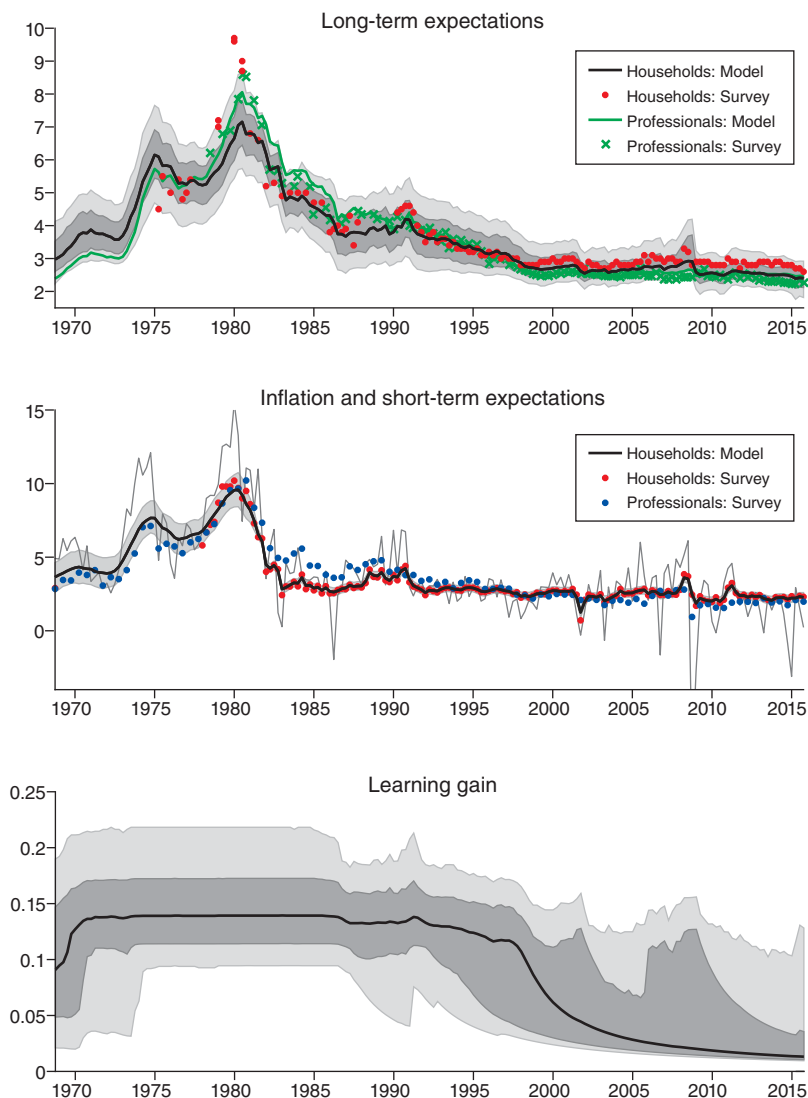 Long-term expectations
10
9
8
7
6
5
4
3
2
Households: Model
Households: Survey
Professionals: Model
Professionals: Survey
1970 1975 1980 1985 1990 1995 2000 2005 2010 2015
Inflation and short-term expectations
15
10
5
0
Households: Model
Households: Survey
Professionals: Survey
1970 1975 1980 1985 1990 1995 2000 2005 2010 2015
Learning gain
0.25
0.2
0.15
0.1
0.05
0
1970 1975 1980 1985 1990 1995 2000 2005 2010 2015